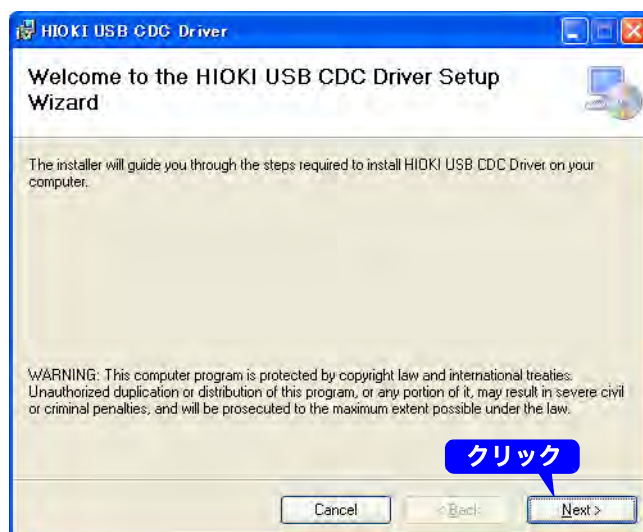 HIOKI USB CDC Driver
Welcome to the HIOKI USB CDC Driver Setup
Wizard
The installer will guide you through the steps required to install HIOKI USB CDC Driver on your
computer.
WARNING: This computer program is protected by copyright law and international treaties.
Unauthorized duplication or distribution of this program, or any portion of it, may result in severe civil
or criminal penalties, and will be prosecuted to the maximum extent possible under the law.
クリック
Cancel
< Back
Next >